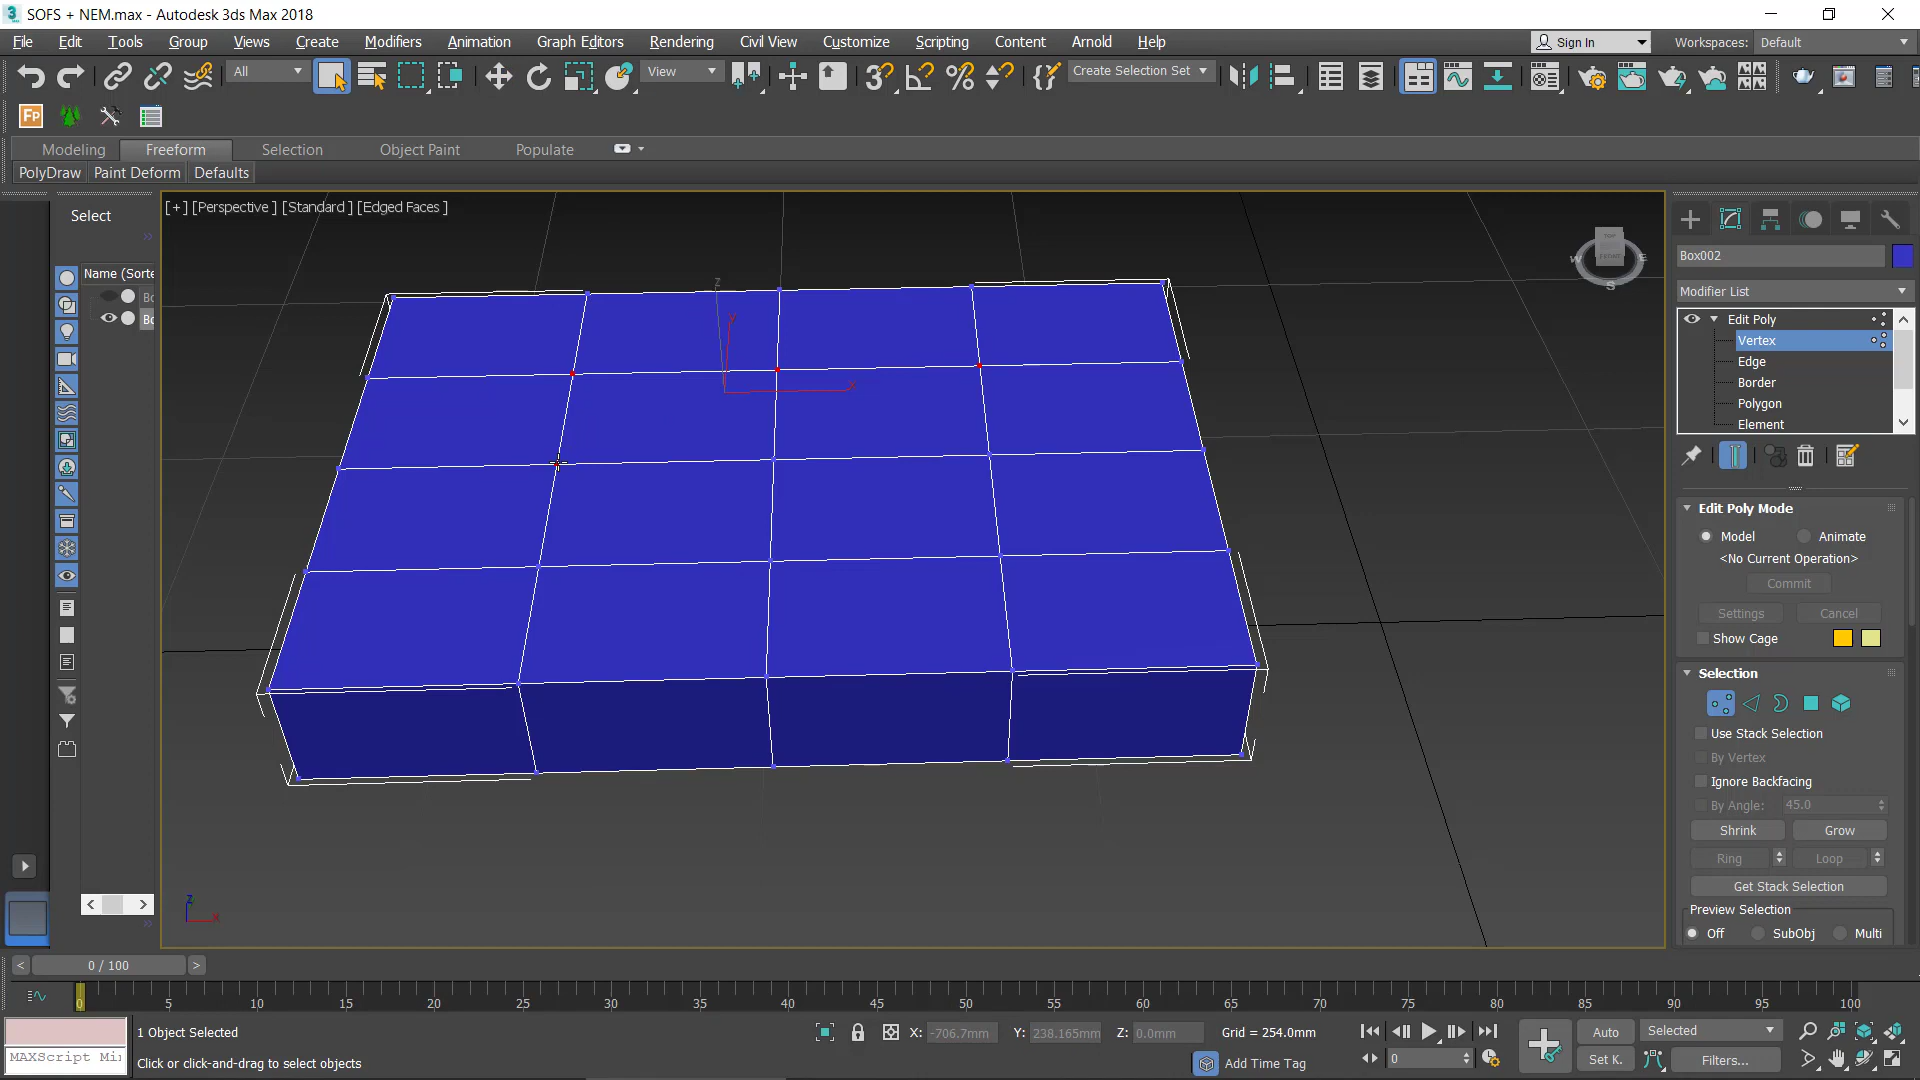 SOFS + NEM.max - Autodesk 3ds Max 2018
File Edit Tools Group Views Create Modifiers Animation Graph Editors Rendering Civil View Customize Scripting Content Arnold Help
Sign In
Workspaces: Default
All
View
Create Selection Set
Fp
Modeling Freeform Selection Object Paint Populate
PolyDraw Paint Deform Defaults
Select
Name (Sorte
Bo
Bo
[+] [Perspective ] [Standard ] [Edged Faces ]
TOP
FRONT
W
E
S
z
y
x
z
x
Box002
Modifier List
Edit Poly
Vertex
Edge
Border
Polygon
Element
Edit Poly Mode
Model Animate
<No Current Operation>
Commit
Settings Cancel
Show Cage
Selection
Use Stack Selection
By Vertex
Ignore Backfacing
By Angle: 45.0
Shrink Grow
Ring Loop
Get Stack Selection
Preview Selection
Off SubObj Multi
< 0 / 100 >
0 5 10 15 20 25 30 35 40 45 50 55 60 65 70 75 80 85 90 95 100
1 Object Selected
X: -706.7mm Y: 238.165mm Z: 0.0mm Grid = 254.0mm
Auto Selected
MAXScript Mi
Click or click-and-drag to select objects
Add Time Tag
0
Set K. Filters...